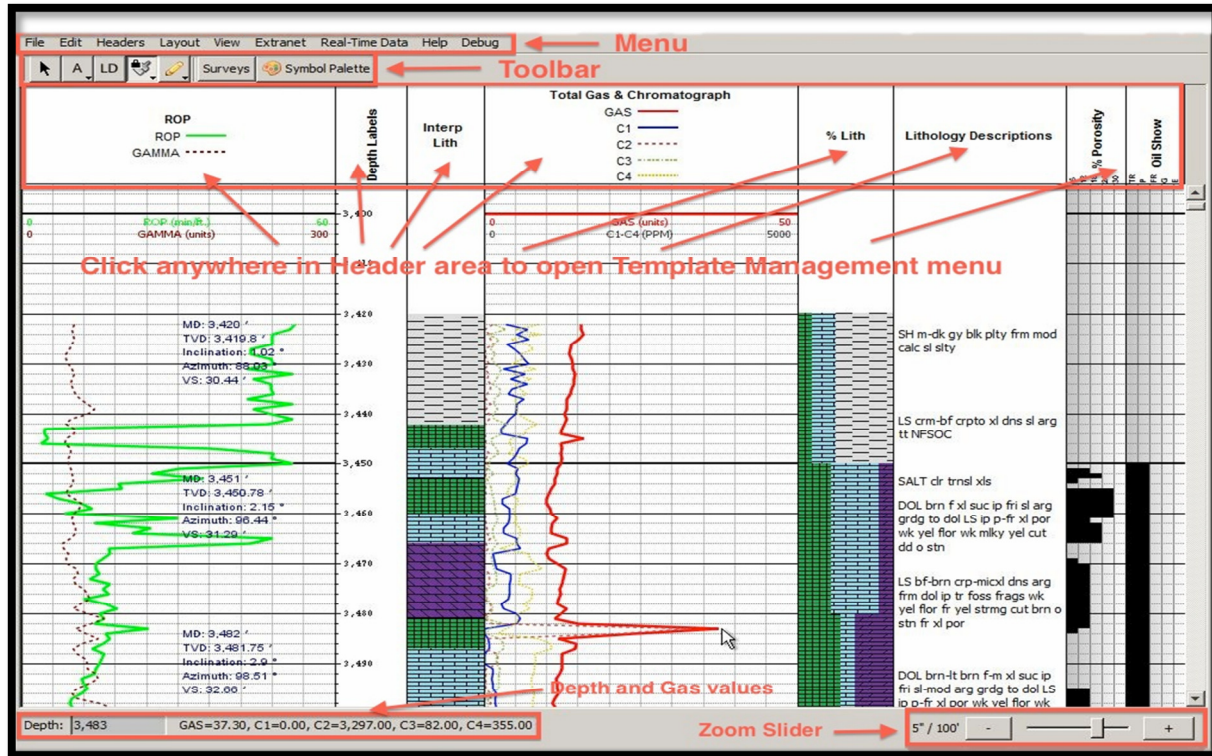 File Edit Headers Layout View Extranet Real-Time Data Help Debug
Menu
A LD Surveys Symbol Palette
Toolbar
ROP
ROP
GAMMA
Depth Labels
Interp
Lith
Total Gas & Chromatograph
GAS
C1
C2
C3
C4
% Lith
Lithology Descriptions
% Porosity
Oil Show
TR
P
FR
G
E
0 ROP (min/ft.) 60
0 GAMMA (units) 300
3,400
0 GAS (units) 50
0 C1-C4 (PPM) 5000
Click anywhere in Header area to open Template Management menu
3,420
3,430
3,440
3,450
3,460
3,470
3,480
3,490
MD: 3,420 '
TVD: 3,419.8 '
Inclination: 1.02 °
Azimuth: 88.03 °
VS: 30.44 '
MD: 3,451 '
TVD: 3,450.78 '
Inclination: 2.15 °
Azimuth: 96.44 °
VS: 31.29 '
MD: 3,482 '
TVD: 3,481.75 '
Inclination: 2.9 °
Azimuth: 98.51 °
VS: 32.66 '
SH m-dk gy blk plty frm mod
calc sl slty
LS crm-bf crpto xl dns sl arg
tt NFSOC
SALT clr trnsl xls
DOL brn f xl suc ip fri sl arg
grdg to dol LS ip p-fr xl por
wk yel flor wk mlky yel cut
dd o stn
LS bf-brn crp-micxl dns arg
frm dol ip tr foss frags wk
yel flor fr yel strmg cut brn o
stn fr xl por
DOL brn-lt brn f-m xl suc ip
fri sl-mod arg grdg to dol LS
ip p-fr xl por wk yel flor wk
Depth and Gas values
Depth: 3,483 GAS=37.30, C1=0.00, C2=3,297.00, C3=82.00, C4=355.00
Zoom Slider
5" / 100' - +